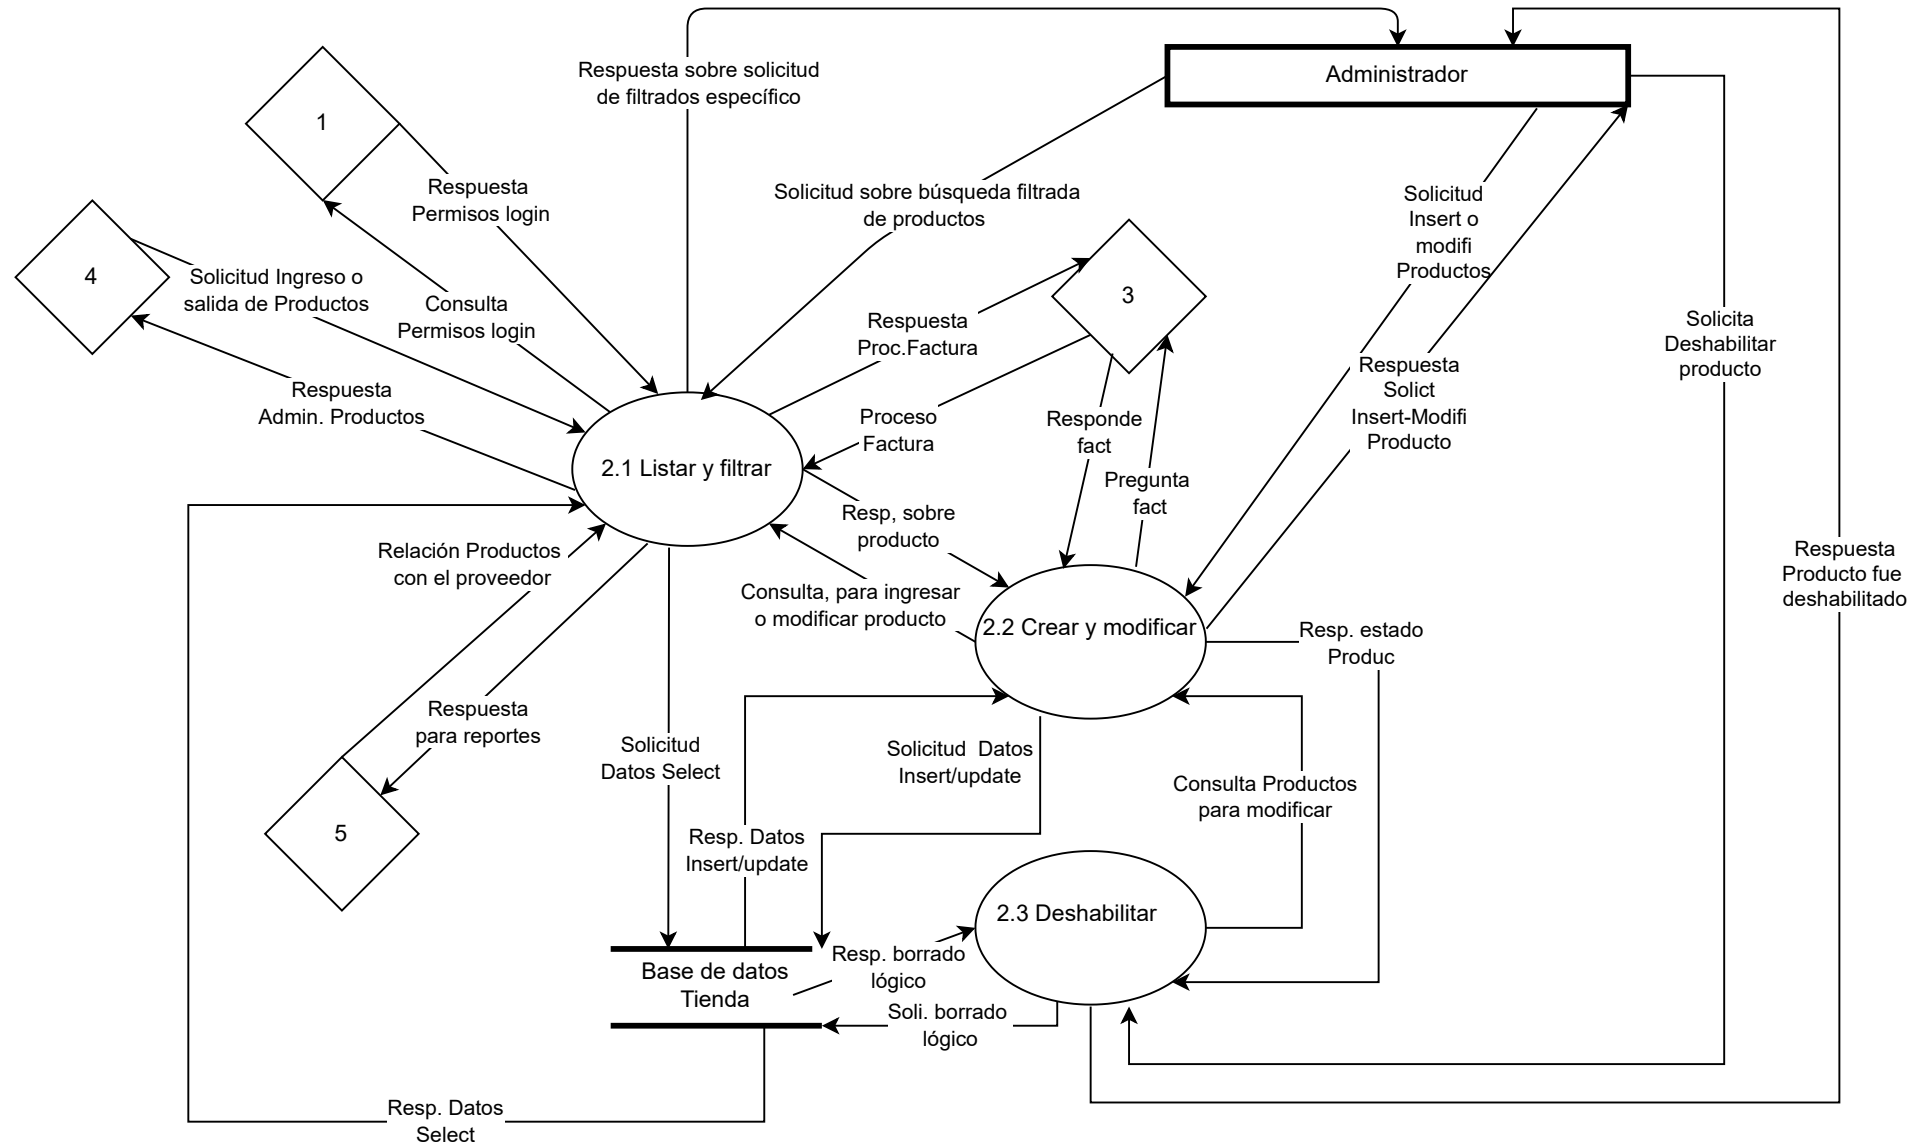 Respuesta sobre solicitud
de filtrados específico
Administrador
1
Respuesta
Permisos login
Solicitud sobre búsqueda filtrada
de productos
Solicitud
Insert o
modifi
Productos
4
Solicitud Ingreso o
salida de Productos
Consulta
Permisos login
3
Respuesta
Proc.Factura
Solicita
Deshabilitar
producto
Respuesta
Admin. Productos
Proceso
Factura
Responde
fact
Respuesta
Solict
Insert-Modifi
Producto
2.1 Listar y filtrar
Pregunta
fact
Resp, sobre
producto
Relación Productos
con el proveedor
Respuesta
Producto fue
deshabilitado
Consulta, para ingresar
o modificar producto
2.2 Crear y modificar
Resp. estado
Produc
Respuesta
para reportes
Solicitud
Datos Select
Solicitud  Datos
Insert/update
Consulta Productos
para modificar
5
Resp. Datos
Insert/update
2.3 Deshabilitar
Resp. borrado
lógico
Base de datos
Tienda
Soli. borrado
lógico
Resp. Datos
Select